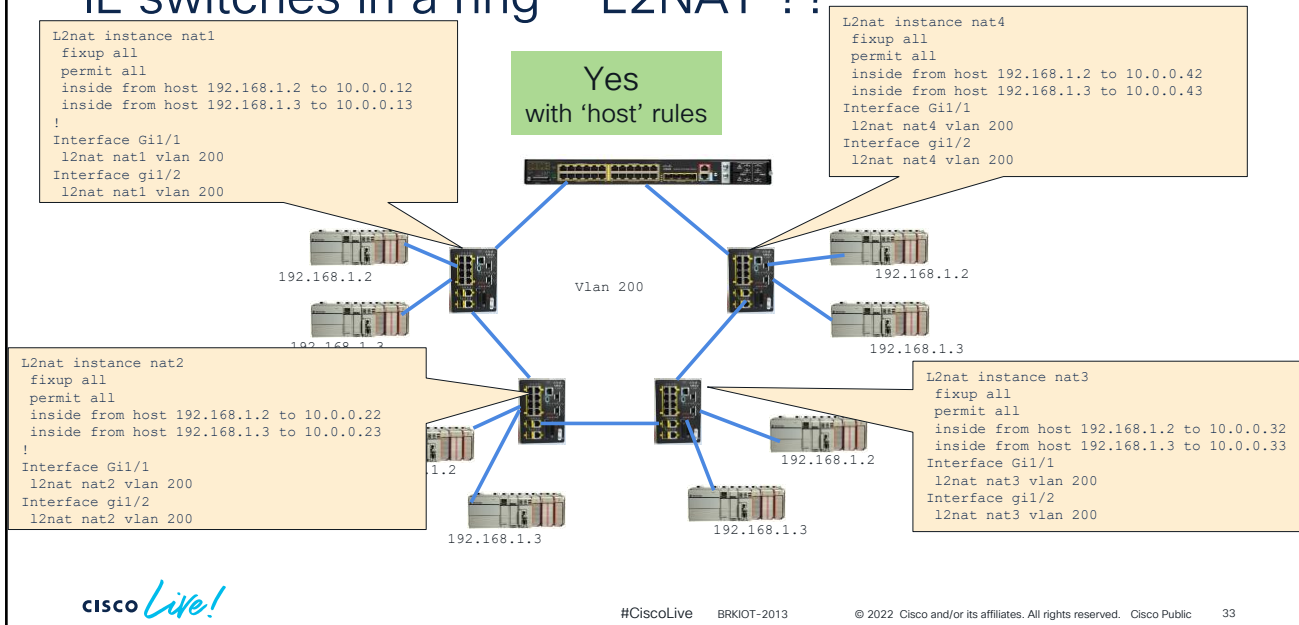 IE switches in a ring – L2NAT ??
L2nat instance nat1
fixup all
permit all
inside from host 192.168.1.2 to 10.0.0.12
inside from host 192.168.1.3 to 10.0.0.13
!
Interface Gi1/1
l2nat nat1 vlan 200
Interface gi1/2
l2nat nat1 vlan 200
Yes
with ‘host’ rules
L2nat instance nat4
fixup all
permit all
inside from host 192.168.1.2 to 10.0.0.42
inside from host 192.168.1.3 to 10.0.0.43
Interface Gi1/1
l2nat nat4 vlan 200
Interface gi1/2
l2nat nat4 vlan 200
192.168.1.2
Vlan 200
192.168.1.2
192.168.1.3
192.168.1.3
L2nat instance nat2
fixup all
permit all
inside from host 192.168.1.2 to 10.0.0.22
inside from host 192.168.1.3 to 10.0.0.23
!
Interface Gi1/1
l2nat nat2 vlan 200
Interface gi1/2
l2nat nat2 vlan 200
.1.2
192.168.1.3
192.168.1.2
192.168.1.3
L2nat instance nat3
fixup all
permit all
inside from host 192.168.1.2 to 10.0.0.32
inside from host 192.168.1.3 to 10.0.0.33
Interface Gi1/1
l2nat nat3 vlan 200
Interface gi1/2
l2nat nat3 vlan 200
CISCO Live!
#CiscoLive BRKIOT-2013 © 2022 Cisco and/or its affiliates. All rights reserved. Cisco Public 33